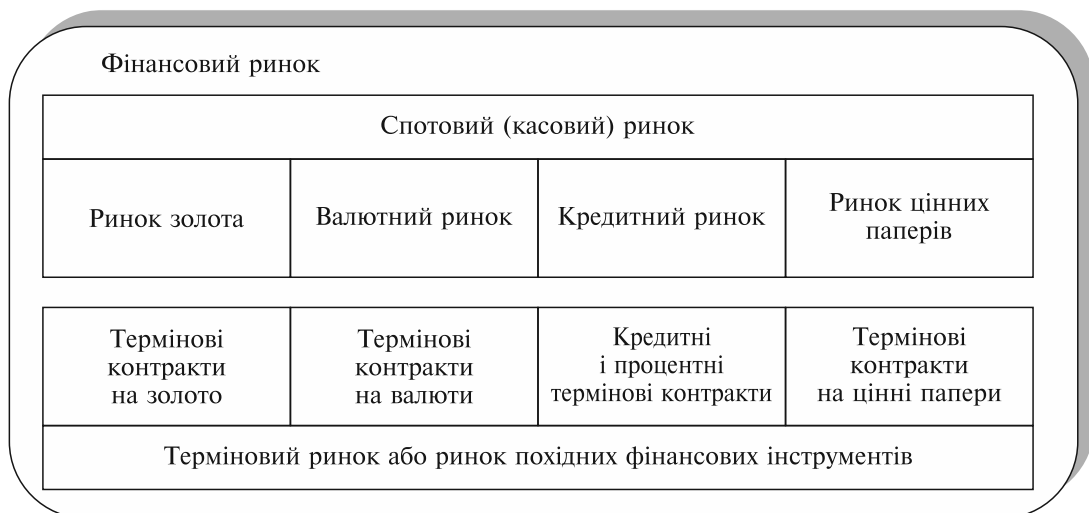 Фінансовий ринок
Спотовий (касовий) ринок
Ринок золота
Валютний ринок
Кредитний ринок
Ринок цінних
паперів
Термінові
контракти
на золото
Термінові
контракти
на валюти
Кредитні
і процентні
термінові контракти
Термінові
контракти
на цінні папери
Терміновий ринок або ринок похідних фінансових інструментів